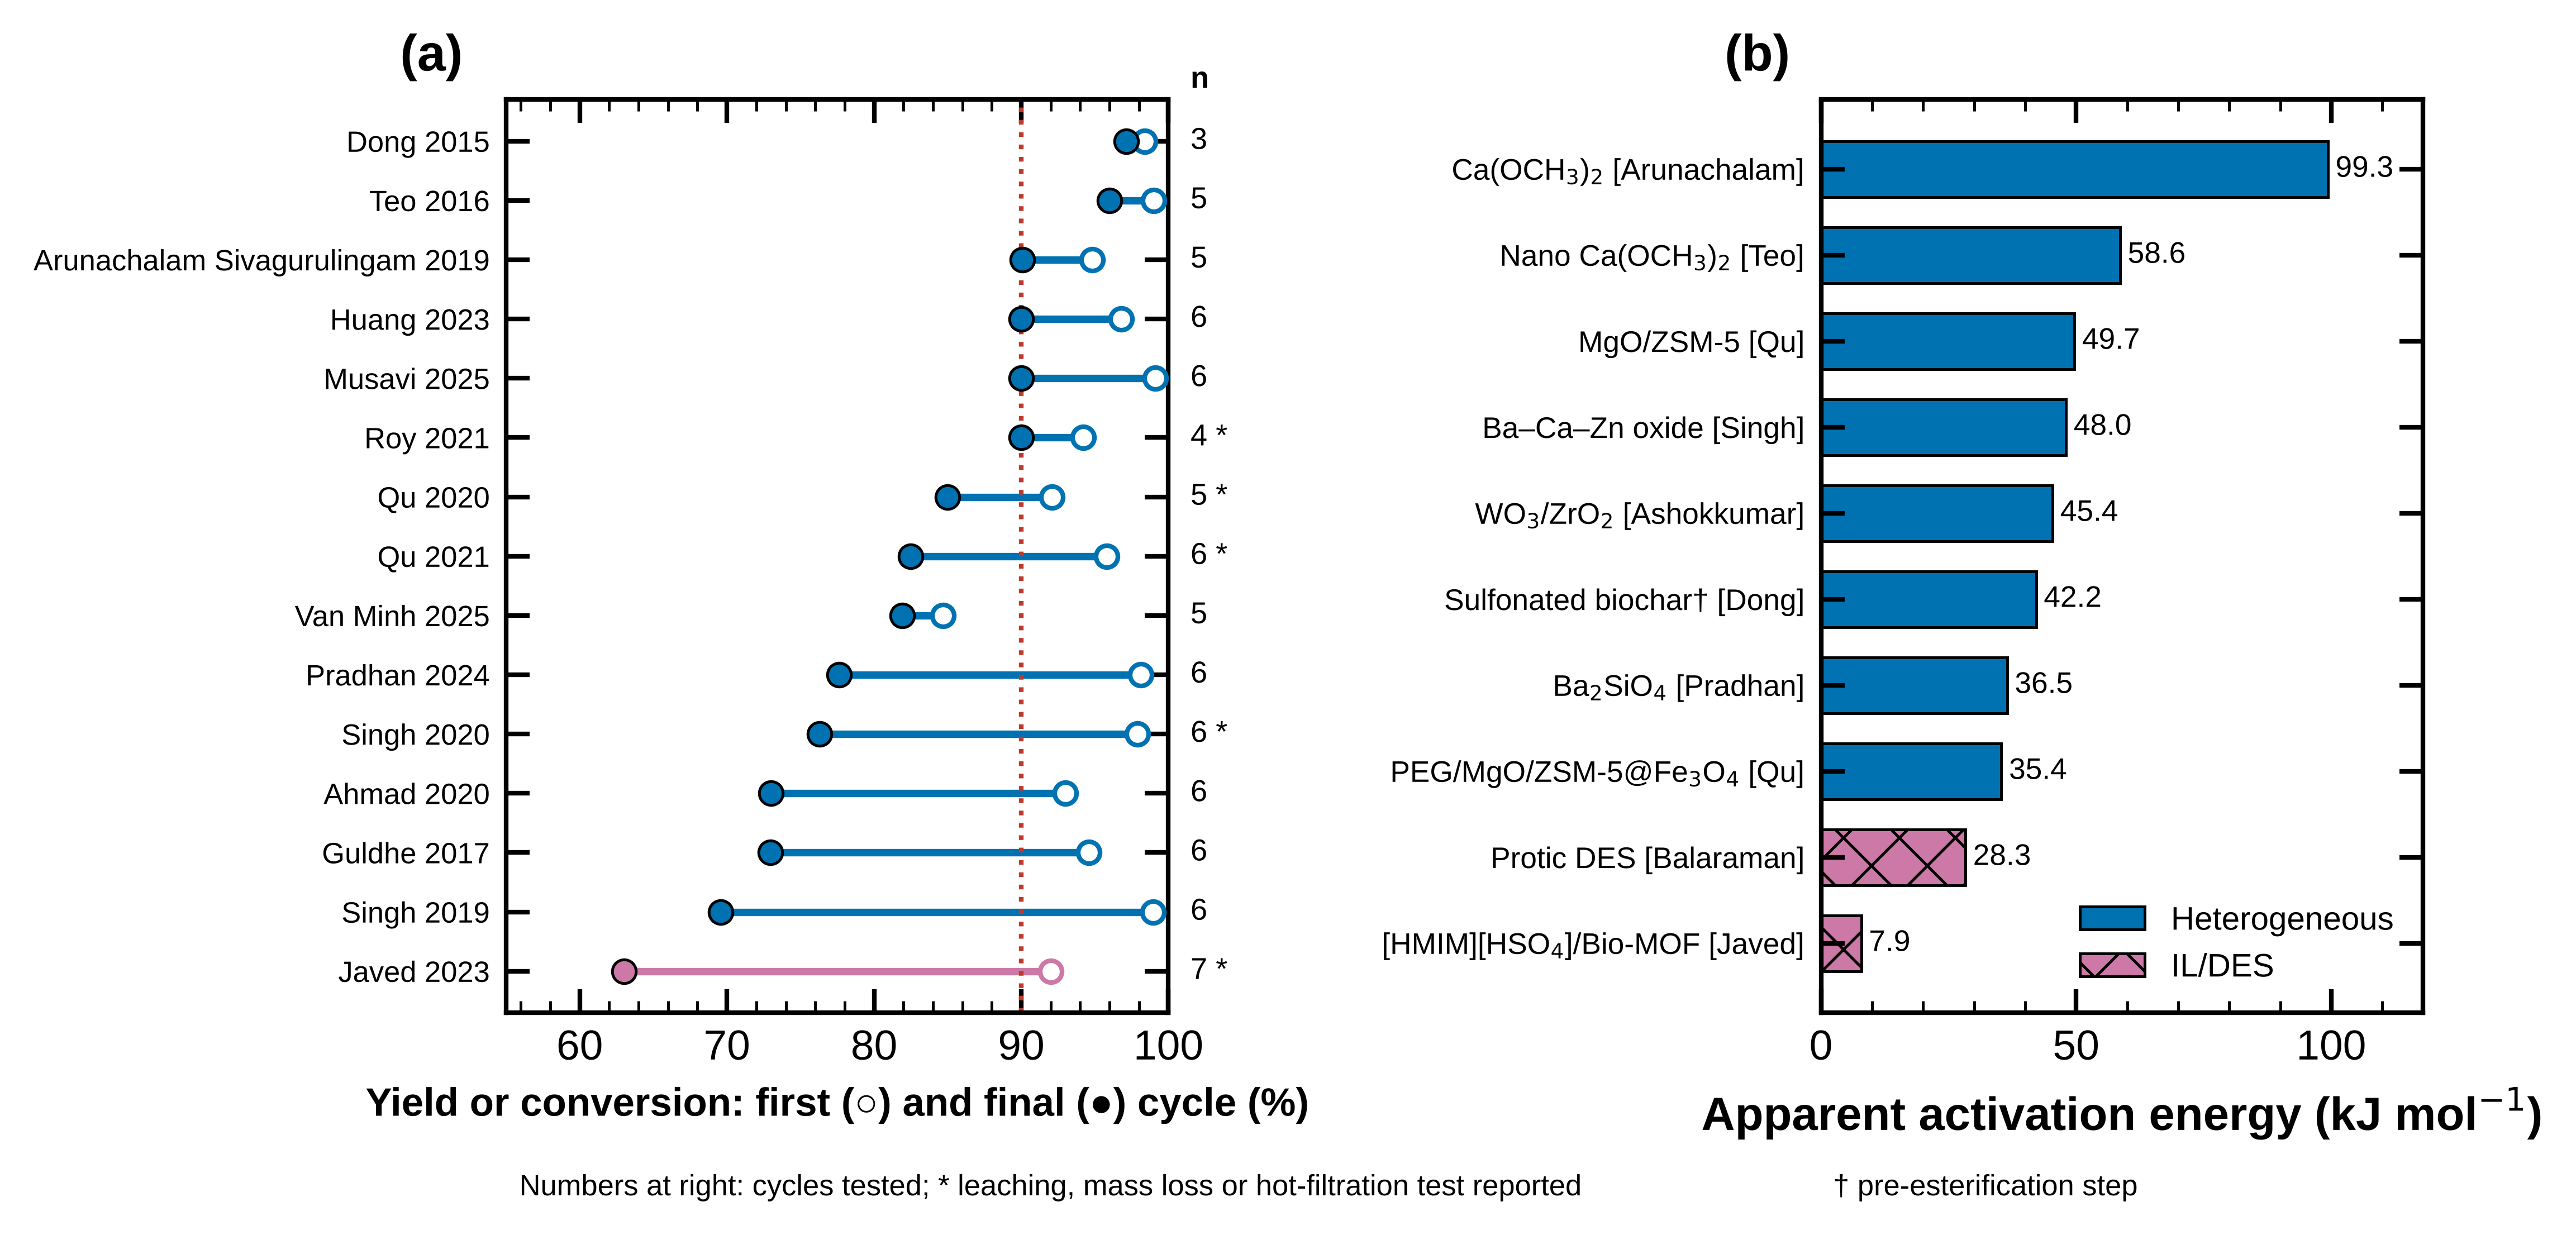 (a)
n
Dong 2015 3
Teo 2016 5
Arunachalam Sivagurulingam 2019 5
Huang 2023 6
Musavi 2025 6
Roy 2021 4 *
Qu 2020 5 *
Qu 2021 6 *
Van Minh 2025 5
Pradhan 2024 6
Singh 2020 6 *
Ahmad 2020 6
Guldhe 2017 6
Singh 2019 6
Javed 2023 7 *
60 70 80 90 100
Yield or conversion: first (○) and final (●) cycle (%)
Numbers at right: cycles tested; * leaching, mass loss or hot-filtration test reported
(b)
Ca(OCH₃)₂ [Arunachalam] 99.3
Nano Ca(OCH₃)₂ [Teo] 58.6
MgO/ZSM-5 [Qu] 49.7
Ba–Ca–Zn oxide [Singh] 48.0
WO₃/ZrO₂ [Ashokkumar] 45.4
Sulfonated biochar† [Dong] 42.2
Ba₂SiO₄ [Pradhan] 36.5
PEG/MgO/ZSM-5@Fe₃O₄ [Qu] 35.4
Protic DES [Balaraman] 28.3
[HMIM][HSO₄]/Bio-MOF [Javed] 7.9
Heterogeneous
IL/DES
0 50 100
Apparent activation energy (kJ mol⁻¹)
† pre-esterification step